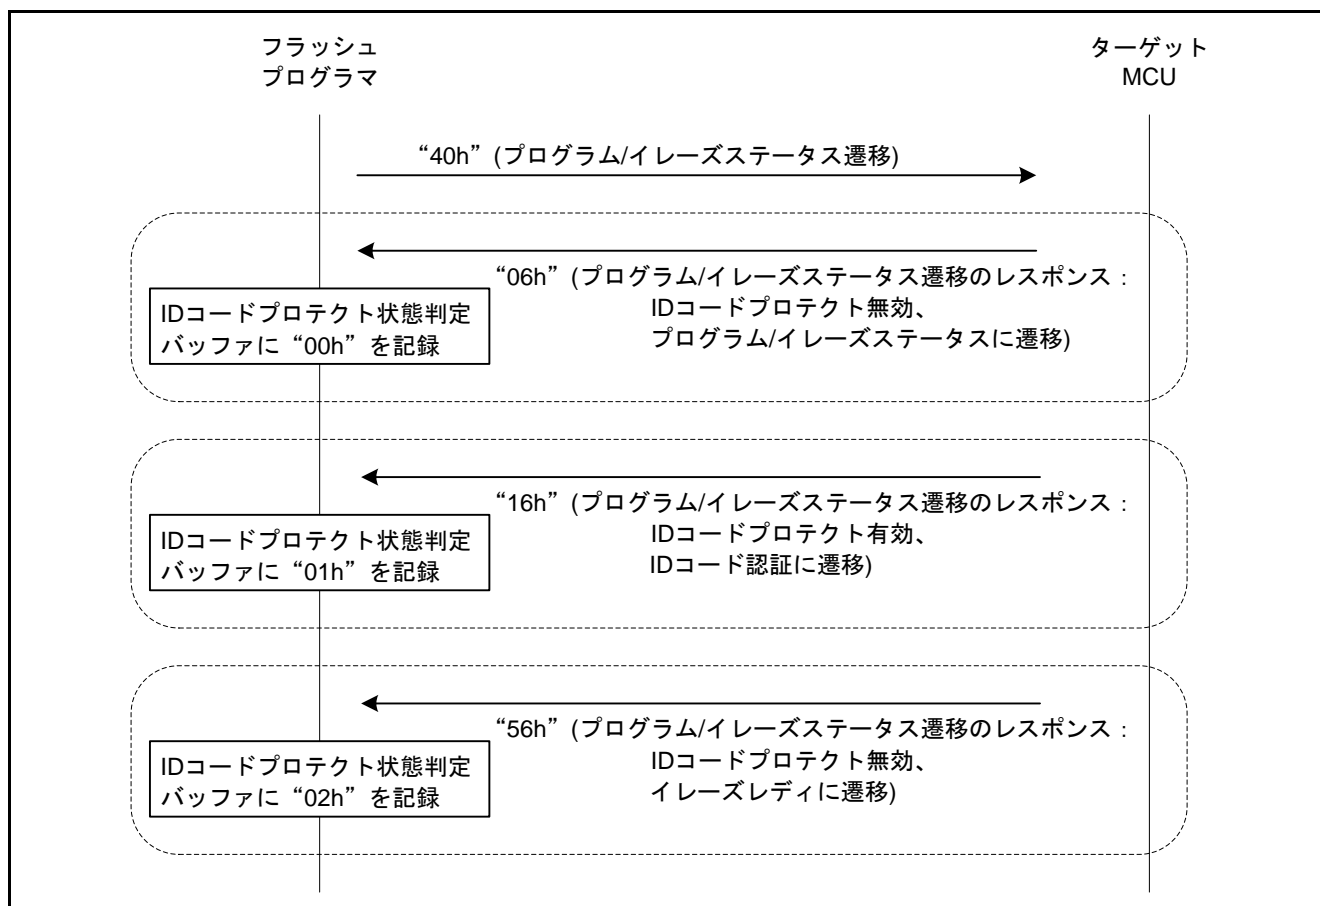 フラッシュ
プログラマ
ターゲット
MCU
“40h”(プログラム/イレーズステータス遷移)
“06h”(プログラム/イレーズステータス遷移のレスポンス：
IDコードプロテクト無効、
プログラム/イレーズステータスに遷移)
IDコードプロテクト状態判定
バッファに“00h”を記録
“16h”(プログラム/イレーズステータス遷移のレスポンス：
IDコードプロテクト有効、
IDコード認証に遷移)
IDコードプロテクト状態判定
バッファに“01h”を記録
“56h”(プログラム/イレーズステータス遷移のレスポンス：
IDコードプロテクト無効、
イレーズレディに遷移)
IDコードプロテクト状態判定
バッファに“02h”を記録